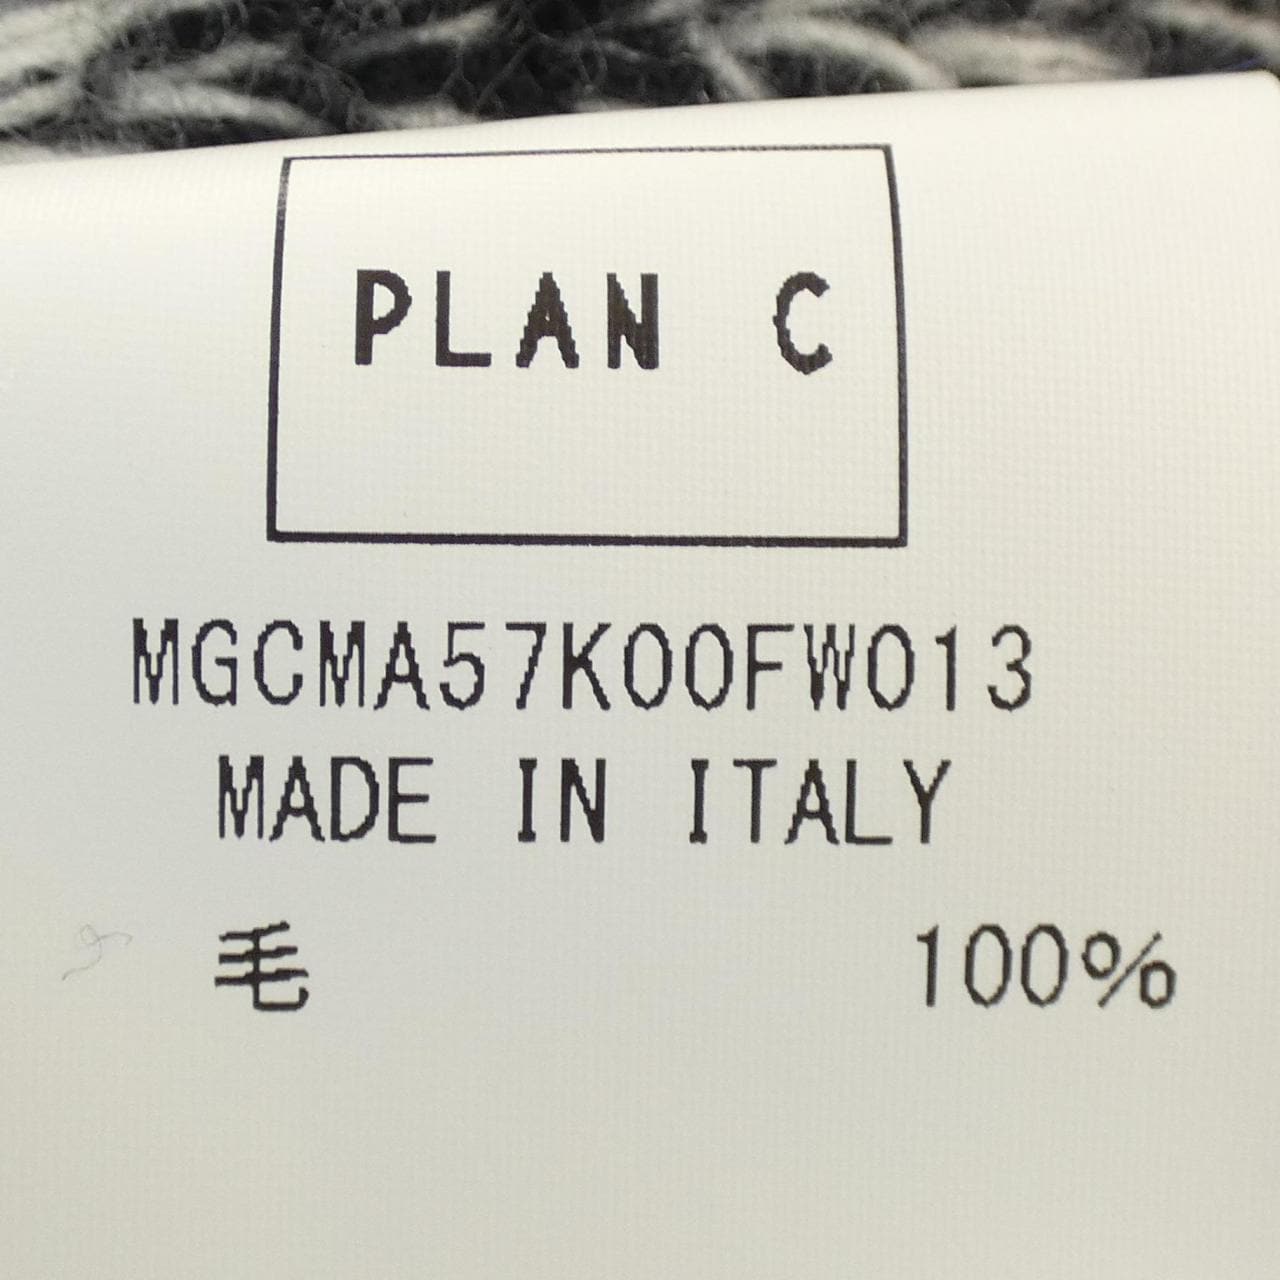 PLAN C
MGCMA57K00FW013
MADE IN ITALY
毛 100%